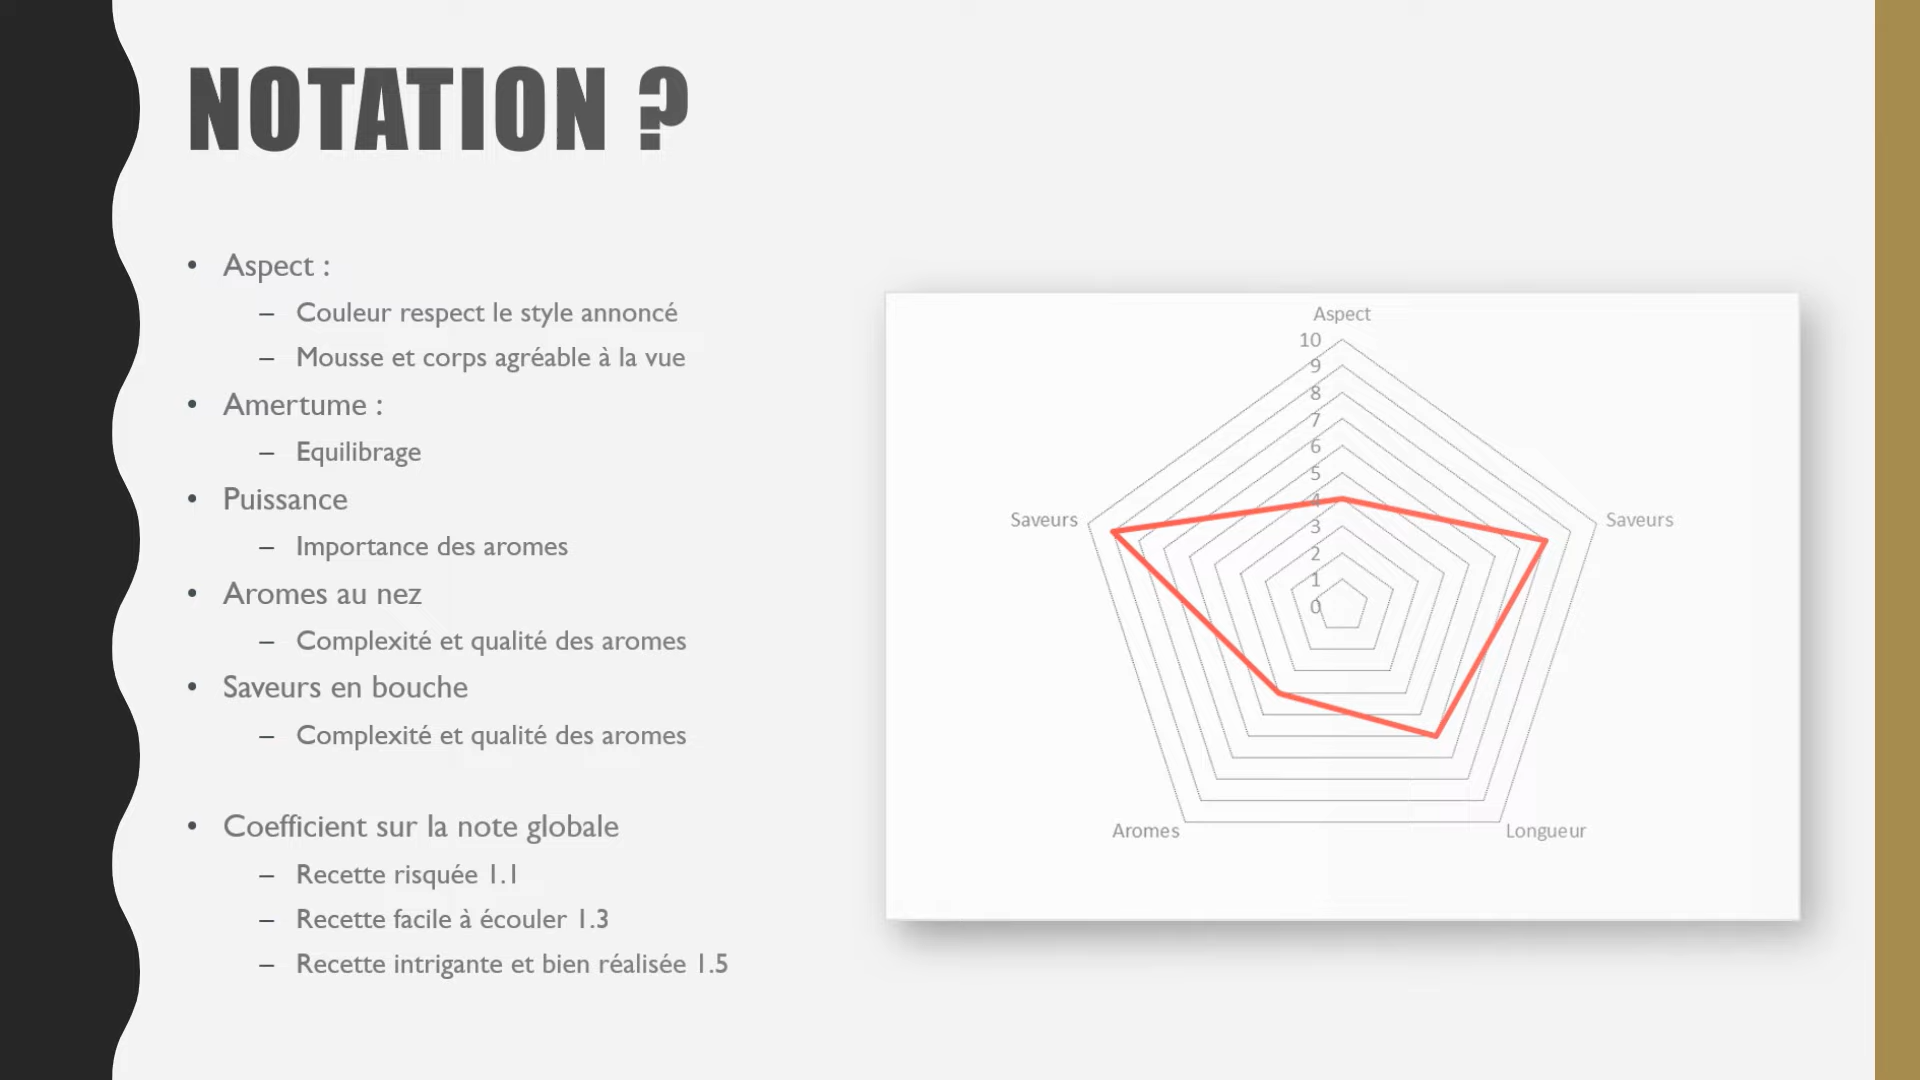 NOTATION ?
• Aspect :
– Couleur respect le style annoncé
– Mousse et corps agréable à la vue
• Amertume :
– Equilibrage
• Puissance
– Importance des aromes
• Aromes au nez
– Complexité et qualité des aromes
• Saveurs en bouche
– Complexité et qualité des aromes
• Coefficient sur la note globale
– Recette risquée 1.1
– Recette facile à écouler 1.3
– Recette intrigante et bien réalisée 1.5
Aspect
10
9
8
7
6
5
4
3
2
1
0
Saveurs
Saveurs
Aromes
Longueur